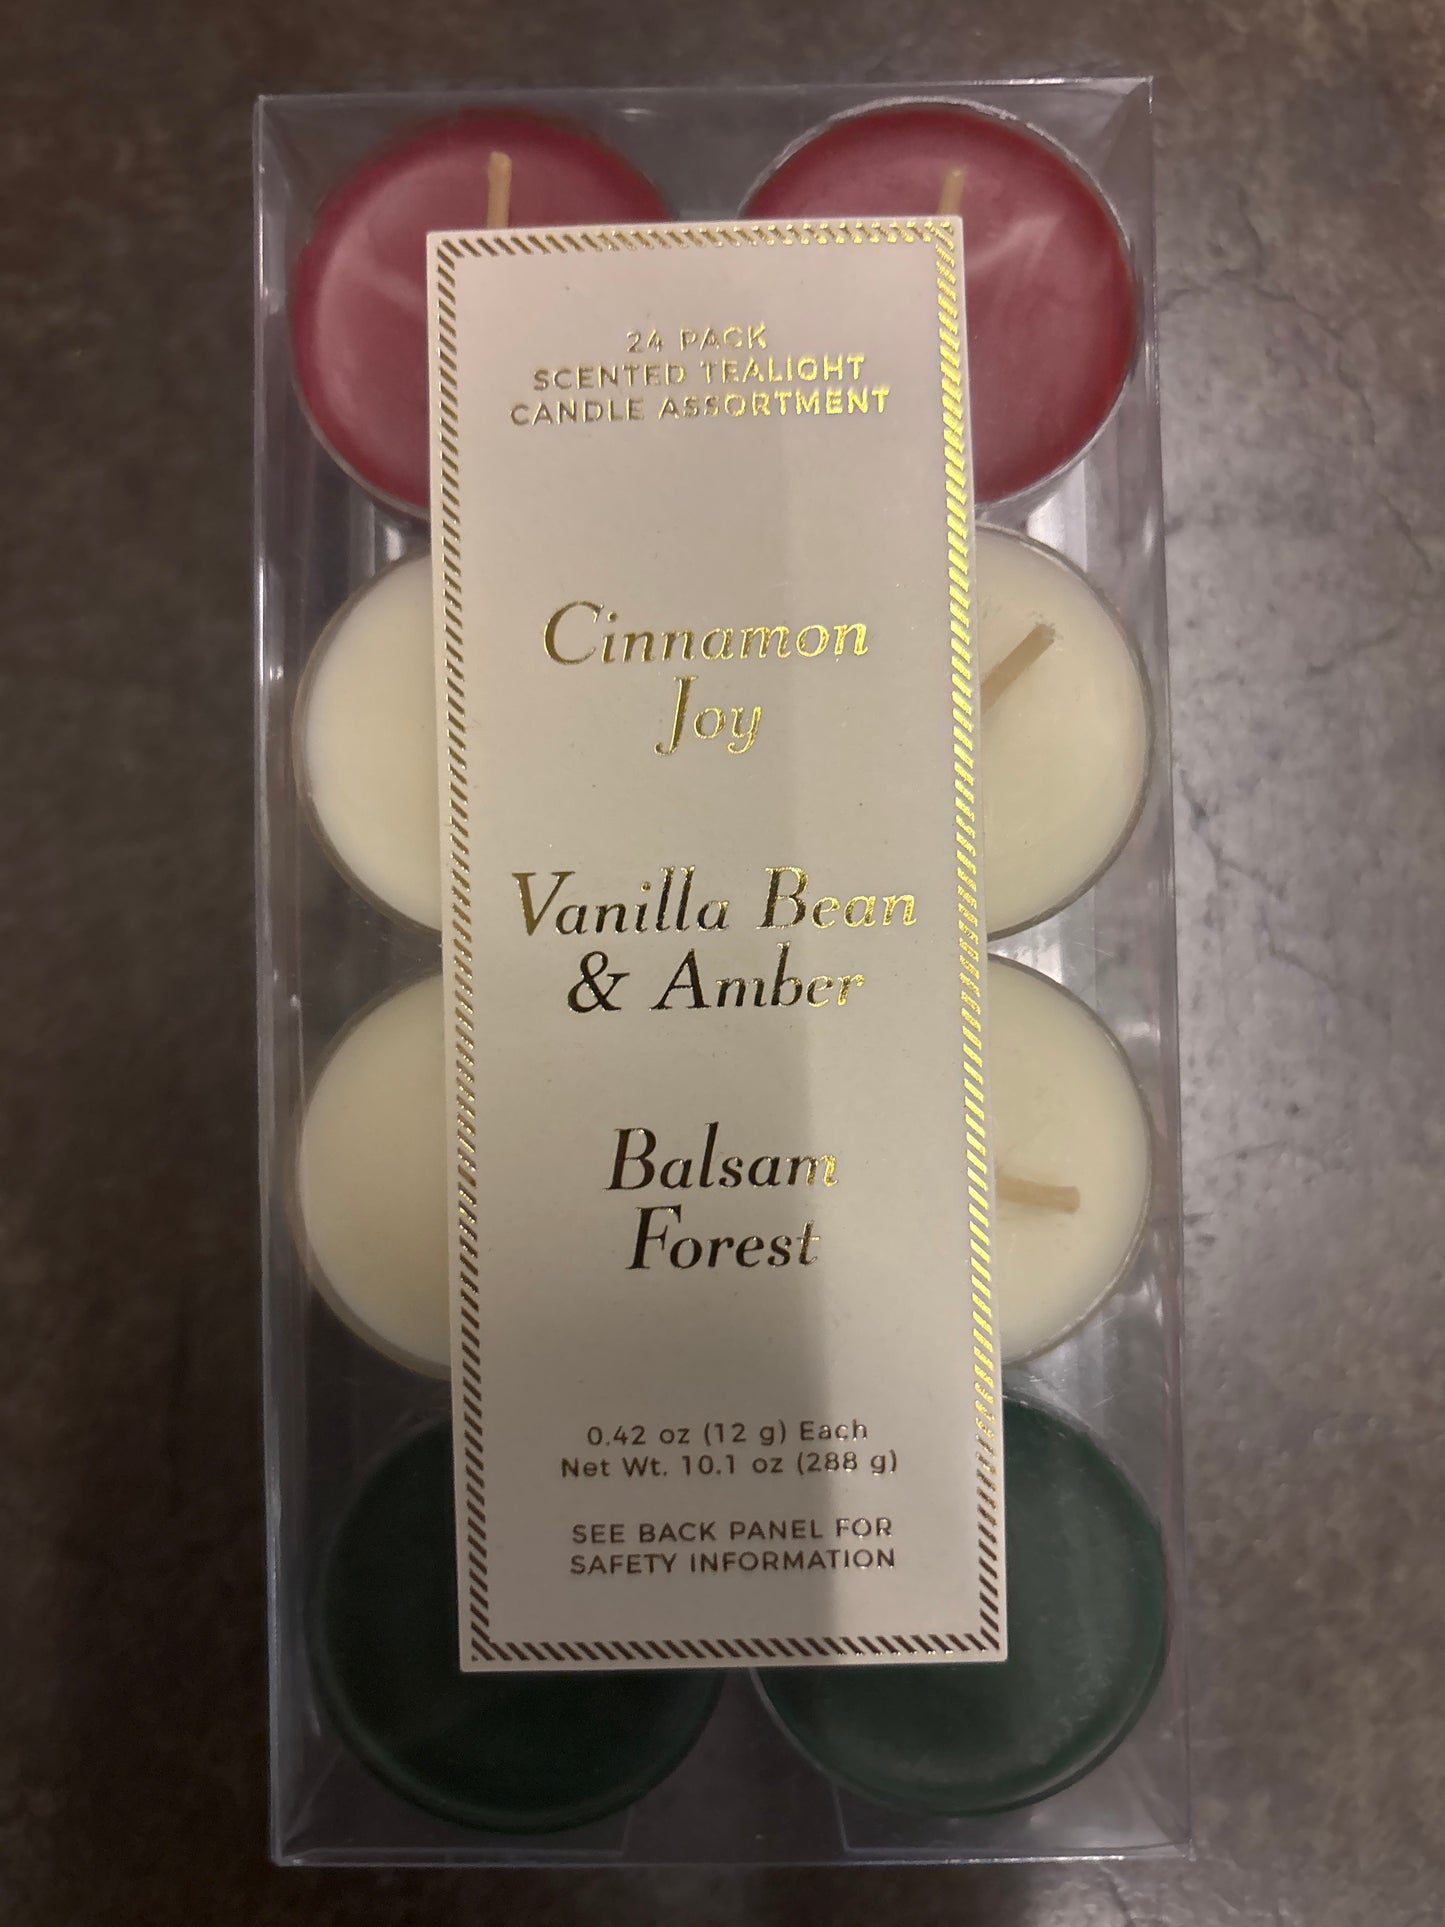 24 PACK
SCENTED TEALIGHT
CANDLE ASSORTMENT
Cinnamon
Joy
Vanilla Bean
& Amber
Balsam
Forest
0.42 oz (12 g) Each
Net Wt. 10.1 oz (288 g)
SEE BACK PANEL FOR
SAFETY INFORMATION